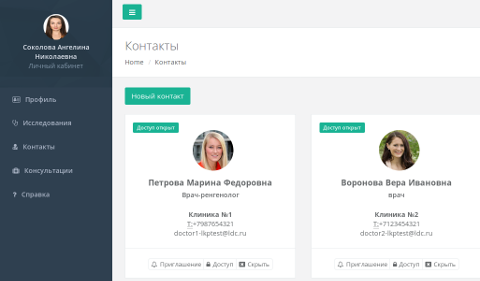 Соколова Ангелина
Николаевна
Личный кабинет
Профиль
Исследования
Контакты
Консультации
? Справка
Контакты
Home / Контакты
Новый контакт
Доступ открыт
Петрова Марина Федоровна
Врач-ренгенолог
Клиника №1
Т:+7987654321
doctor1-lkptest@ldc.ru
Приглашение Доступ Скрыть
Доступ открыт
Воронова Вера Ивановна
врач
Клиника №2
Т:+7123454321
doctor2-lkptest@ldc.ru
Приглашение Доступ Скрыть